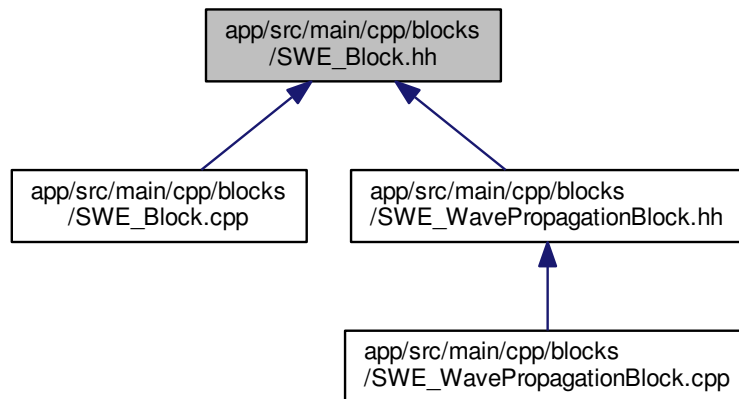 app/src/main/cpp/blocks
/SWE_Block.hh
app/src/main/cpp/blocks
/SWE_Block.cpp
app/src/main/cpp/blocks
/SWE_WavePropagationBlock.hh
app/src/main/cpp/blocks
/SWE_WavePropagationBlock.cpp